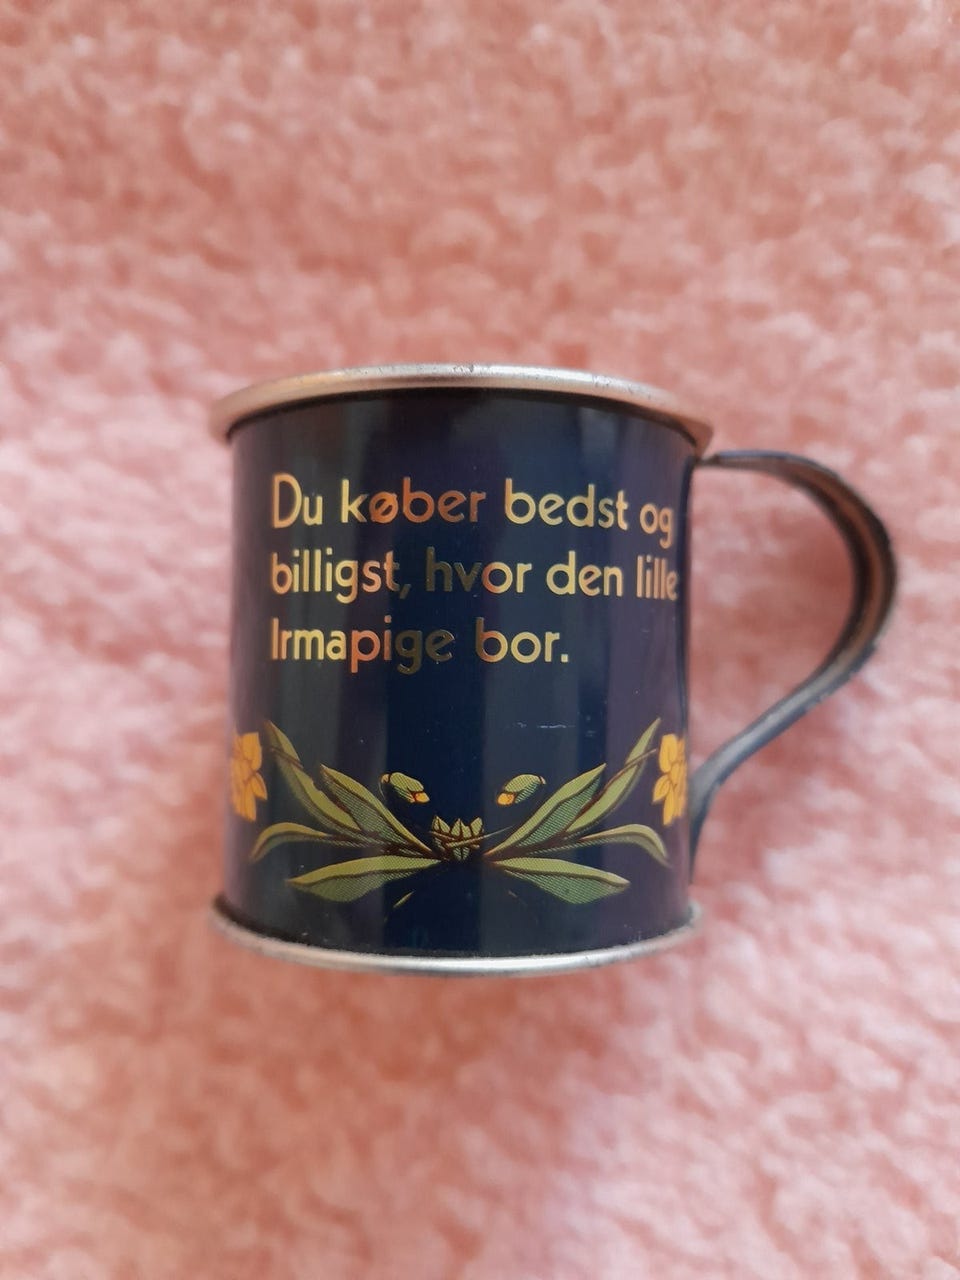 Du køber bedst og
billigst, hvor den lille
Irmapige bor.